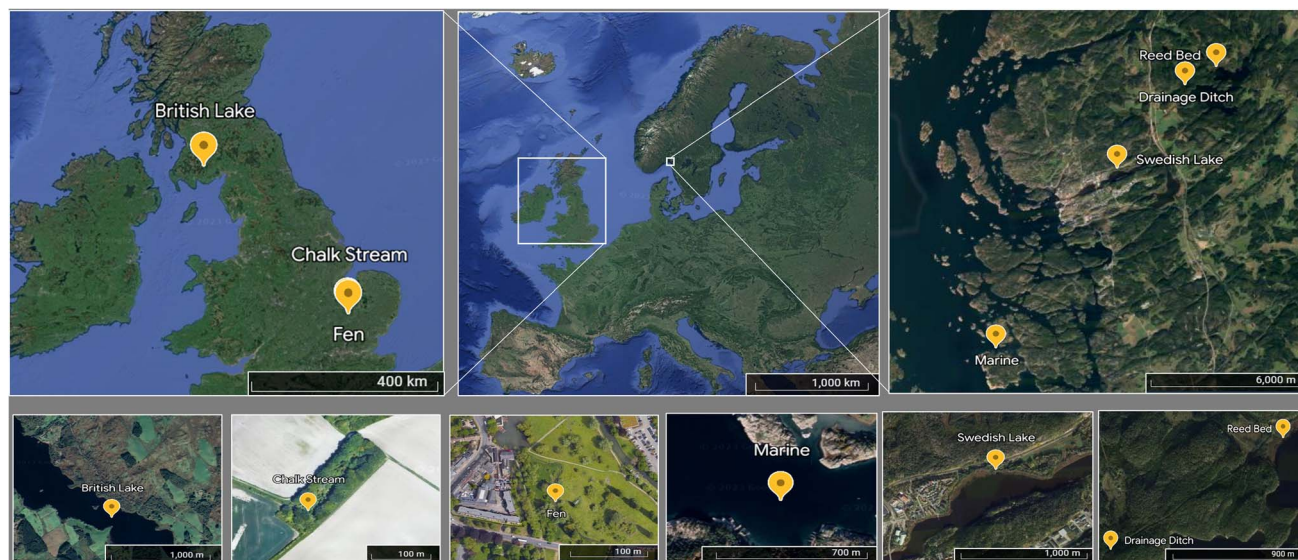 British Lake
Chalk Stream
Fen
400 km
1,000 km
Reed Bed
Drainage Ditch
Swedish Lake
Marine
6,000 m
British Lake
1,000 m
Chalk Stream
100 m
Fen
100 m
Marine
700 m
Swedish Lake
1,000 m
Reed Bed
Drainage Ditch
900 m